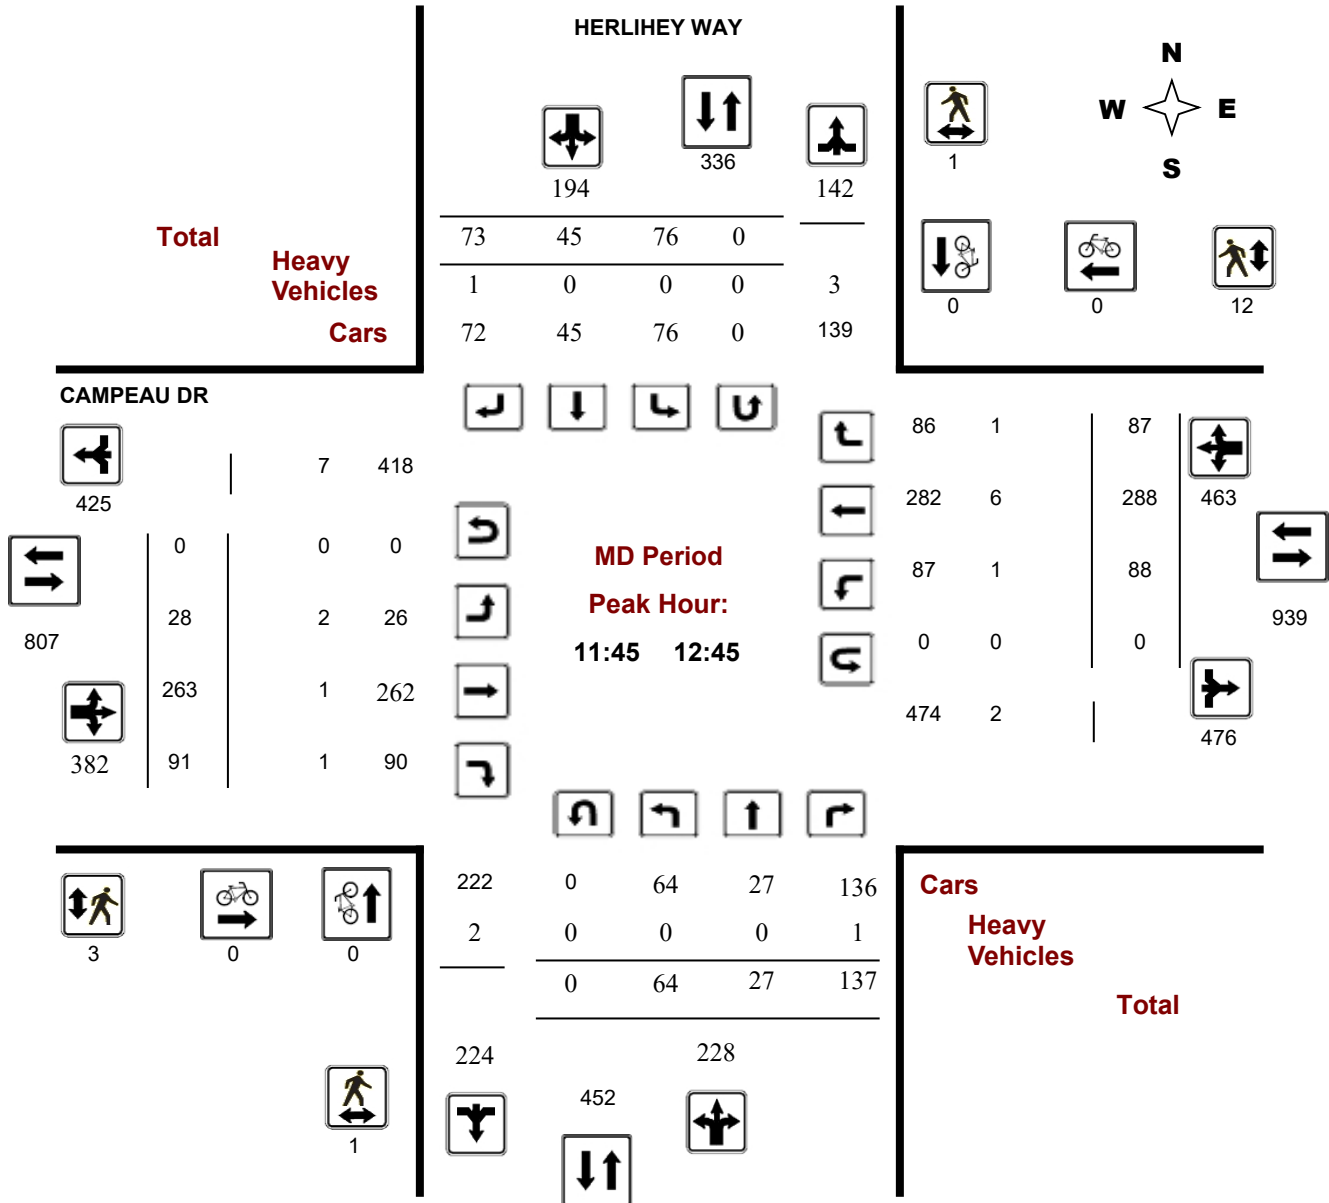 HERLIHEY WAY
N
W E
S
336
1
194
142
Total
73 45 76 0
Heavy
Vehicles
1 0 0 0 3
0 0 12
Cars
72 45 76 0 139
CAMPEAU DR
86 1 87
7 418
425
282 6 288 463
0 0 0
MD Period
87 1 88
28 2 26
Peak Hour:
939
807
11:45 12:45
0 0 0
263 1 262
474 2
476
382 91 1 90
222 0 64 27 136
Cars
2 0 0 0 1
Heavy
Vehicles
3 0 0
0 64 27 137
Total
224 228
452
1